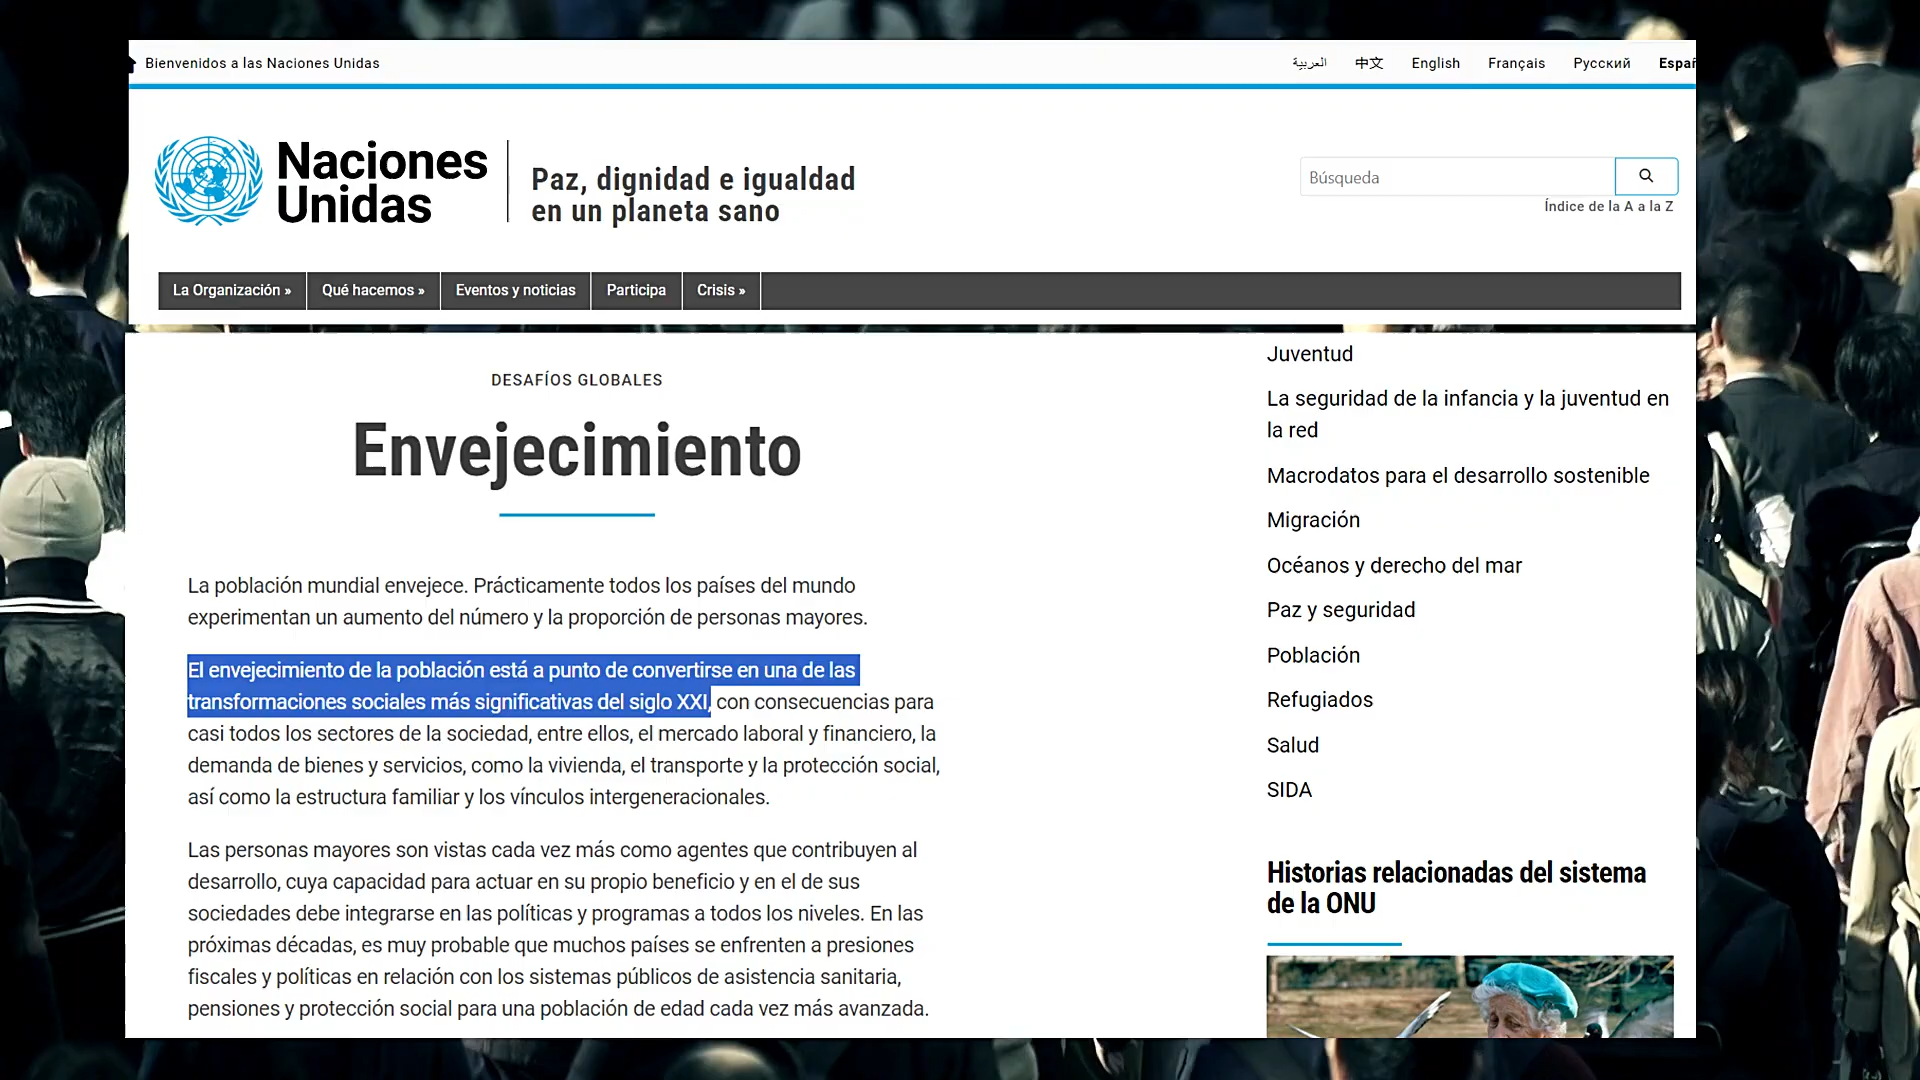 Bienvenidos a las Naciones Unidas
العربية 中文 English Français Русский Españ
Naciones
Unidas
Paz, dignidad e igualdad
en un planeta sano
Búsqueda
Índice de la A a la Z
La Organización » Qué hacemos » Eventos y noticias Participa Crisis »
DESAFÍOS GLOBALES
Envejecimiento
La población mundial envejece. Prácticamente todos los países del mundo
experimentan un aumento del número y la proporción de personas mayores.
El envejecimiento de la población está a punto de convertirse en una de las
transformaciones sociales más significativas del siglo XXI, con consecuencias para
casi todos los sectores de la sociedad, entre ellos, el mercado laboral y financiero, la
demanda de bienes y servicios, como la vivienda, el transporte y la protección social,
así como la estructura familiar y los vínculos intergeneracionales.
Las personas mayores son vistas cada vez más como agentes que contribuyen al
desarrollo, cuya capacidad para actuar en su propio beneficio y en el de sus
sociedades debe integrarse en las políticas y programas a todos los niveles. En las
próximas décadas, es muy probable que muchos países se enfrenten a presiones
fiscales y políticas en relación con los sistemas públicos de asistencia sanitaria,
pensiones y protección social para una población de edad cada vez más avanzada.
Juventud
La seguridad de la infancia y la juventud en
la red
Macrodatos para el desarrollo sostenible
Migración
Océanos y derecho del mar
Paz y seguridad
Población
Refugiados
Salud
SIDA
Historias relacionadas del sistema
de la ONU